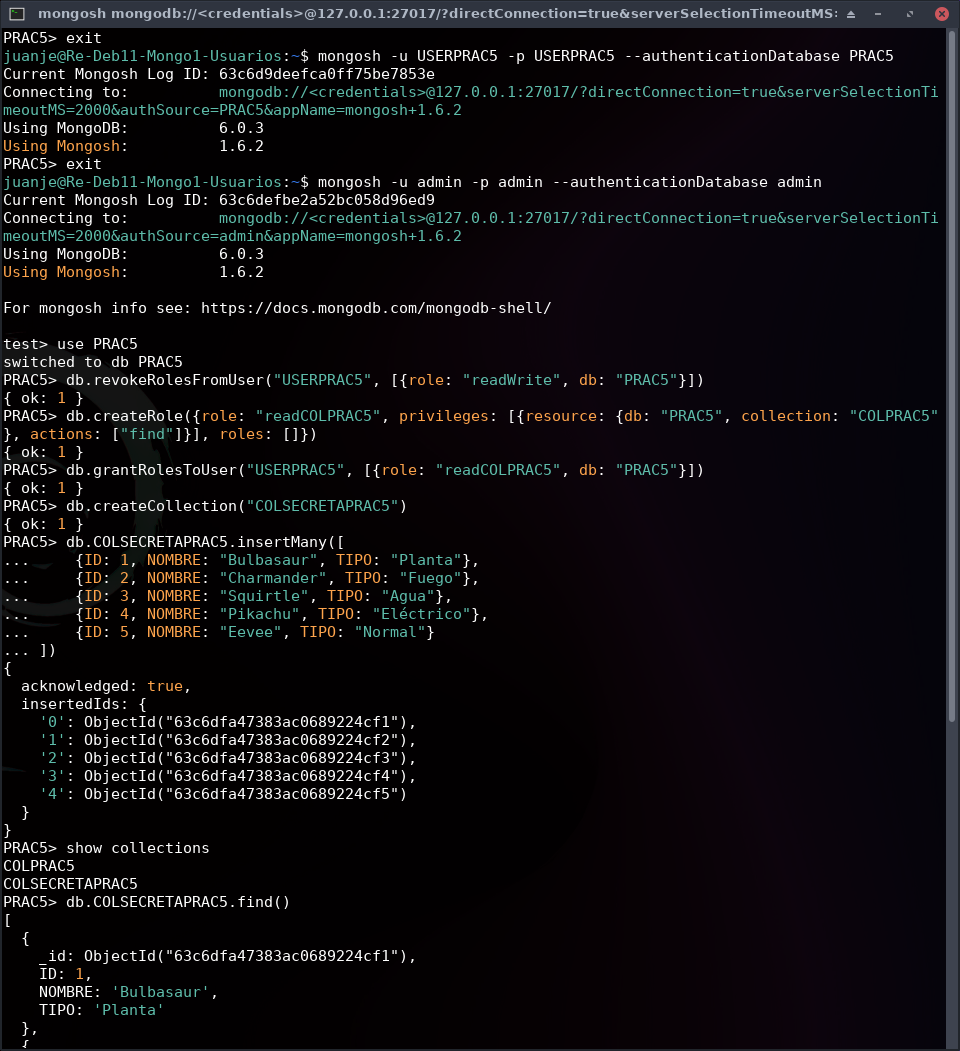 mongosh mongodb://<credentials>@127.0.0.1:27017/?directConnection=true&serverSelectionTimeoutMS:
PRAC5> exit
juanje@Re-Deb11-Mongo1-Usuarios:~$ mongosh -u USERPRAC5 -p USERPRAC5 --authenticationDatabase PRAC5
Current Mongosh Log ID: 63c6d9deefca0ff75be7853e
Connecting to:          mongodb://<credentials>@127.0.0.1:27017/?directConnection=true&serverSelectionTi
meoutMS=2000&authSource=PRAC5&appName=mongosh+1.6.2
Using MongoDB:          6.0.3
Using Mongosh:          1.6.2
PRAC5> exit
juanje@Re-Deb11-Mongo1-Usuarios:~$ mongosh -u admin -p admin --authenticationDatabase admin
Current Mongosh Log ID: 63c6defbe2a52bc058d96ed9
Connecting to:          mongodb://<credentials>@127.0.0.1:27017/?directConnection=true&serverSelectionTi
meoutMS=2000&authSource=admin&appName=mongosh+1.6.2
Using MongoDB:          6.0.3
Using Mongosh:          1.6.2

For mongosh info see: https://docs.mongodb.com/mongodb-shell/

test> use PRAC5
switched to db PRAC5
PRAC5> db.revokeRolesFromUser("USERPRAC5", [{role: "readWrite", db: "PRAC5"}])
{ ok: 1 }
PRAC5> db.createRole({role: "readCOLPRAC5", privileges: [{resource: {db: "PRAC5", collection: "COLPRAC5"
}, actions: ["find"]}], roles: []})
{ ok: 1 }
PRAC5> db.grantRolesToUser("USERPRAC5", [{role: "readCOLPRAC5", db: "PRAC5"}])
{ ok: 1 }
PRAC5> db.createCollection("COLSECRETAPRAC5")
{ ok: 1 }
PRAC5> db.COLSECRETAPRAC5.insertMany([
...     {ID: 1, NOMBRE: "Bulbasaur", TIPO: "Planta"},
...     {ID: 2, NOMBRE: "Charmander", TIPO: "Fuego"},
...     {ID: 3, NOMBRE: "Squirtle", TIPO: "Agua"},
...     {ID: 4, NOMBRE: "Pikachu", TIPO: "Eléctrico"},
...     {ID: 5, NOMBRE: "Eevee", TIPO: "Normal"}
... ])
{
  acknowledged: true,
  insertedIds: {
    '0': ObjectId("63c6dfa47383ac0689224cf1"),
    '1': ObjectId("63c6dfa47383ac0689224cf2"),
    '2': ObjectId("63c6dfa47383ac0689224cf3"),
    '3': ObjectId("63c6dfa47383ac0689224cf4"),
    '4': ObjectId("63c6dfa47383ac0689224cf5")
  }
}
PRAC5> show collections
COLPRAC5
COLSECRETAPRAC5
PRAC5> db.COLSECRETAPRAC5.find()
[
  {
    _id: ObjectId("63c6dfa47383ac0689224cf1"),
    ID: 1,
    NOMBRE: 'Bulbasaur',
    TIPO: 'Planta'
  },
  {